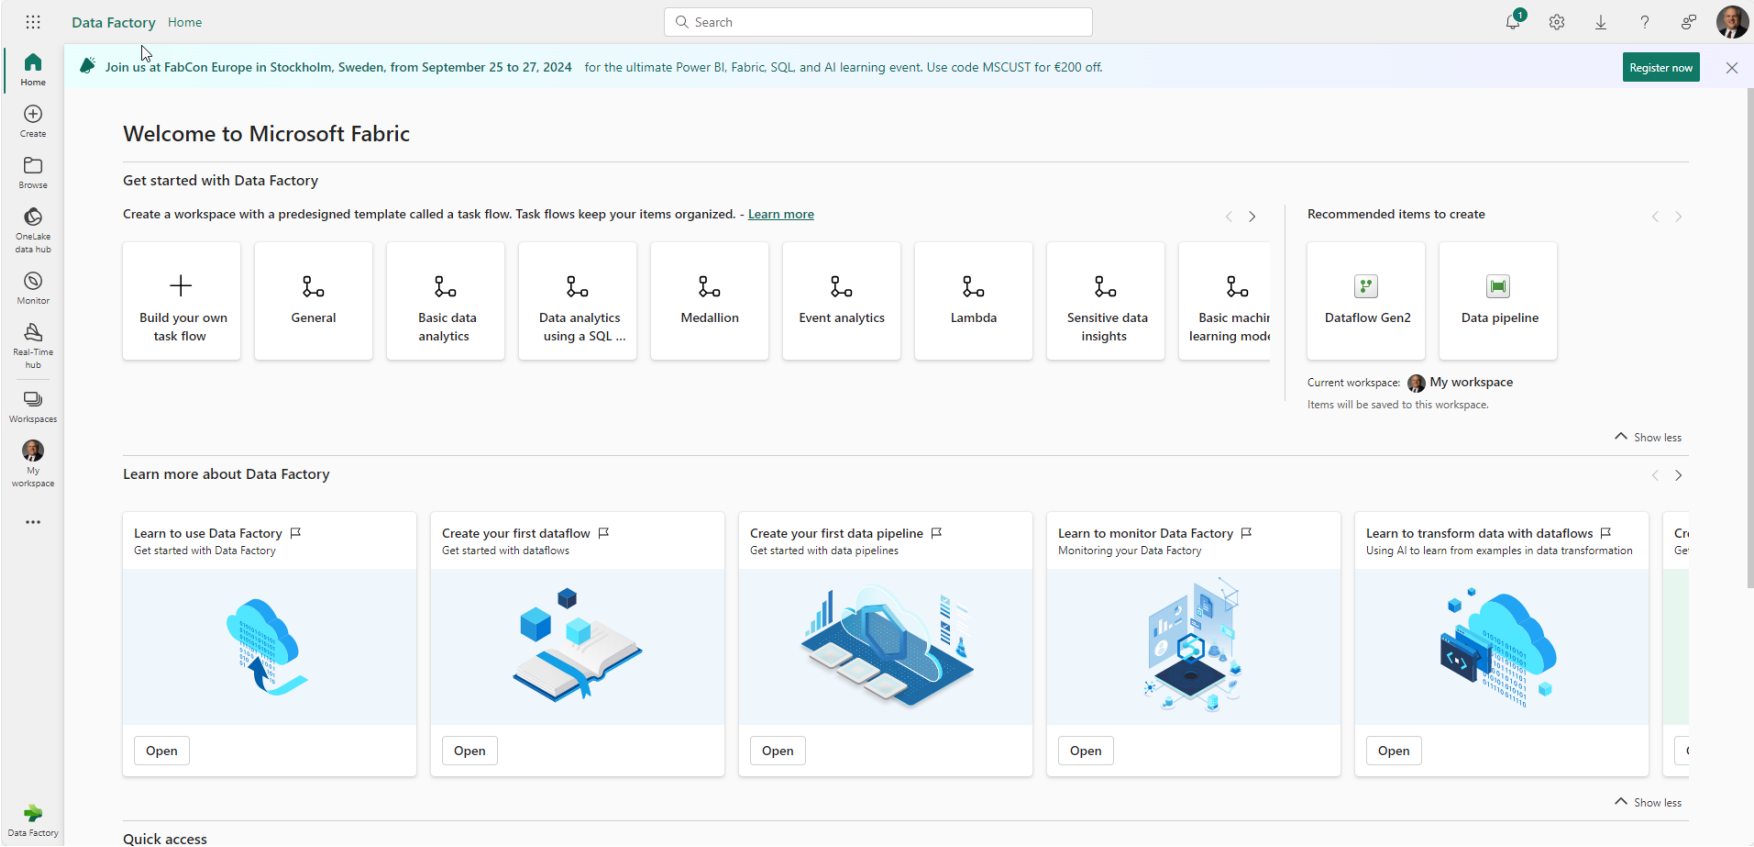 Data Factory Home
Search
1
Join us at FabCon Europe in Stockholm, Sweden, from September 25 to 27, 2024 for the ultimate Power BI, Fabric, SQL, and AI learning event. Use code MSCUST for €200 off.
Register now
Home
Create
Browse
OneLake
data hub
Monitor
Real-Time
hub
Workspaces
My
workspace
Data Factory
Welcome to Microsoft Fabric
Get started with Data Factory
Create a workspace with a predesigned template called a task flow. Task flows keep your items organized. - Learn more
Build your own
task flow
General
Basic data
analytics
Data analytics
using a SQL ...
Medallion
Event analytics
Lambda
Sensitive data
insights
Basic machin
learning mode
Recommended items to create
Dataflow Gen2
Data pipeline
Current workspace: My workspace
Items will be saved to this workspace.
Show less
Learn more about Data Factory
Learn to use Data Factory
Get started with Data Factory
Open
Create your first dataflow
Get started with dataflows
Open
Create your first data pipeline
Get started with data pipelines
Open
Learn to monitor Data Factory
Monitoring your Data Factory
Open
Learn to transform data with dataflows
Using AI to learn from examples in data transformation
Open
Cr
Ge
Show less
Quick access